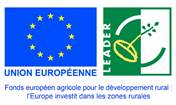 LEADER
UNION EUROPÉENNE
Fonds européen agricole pour le développement rural :
l'Europe investit dans les zones rurales